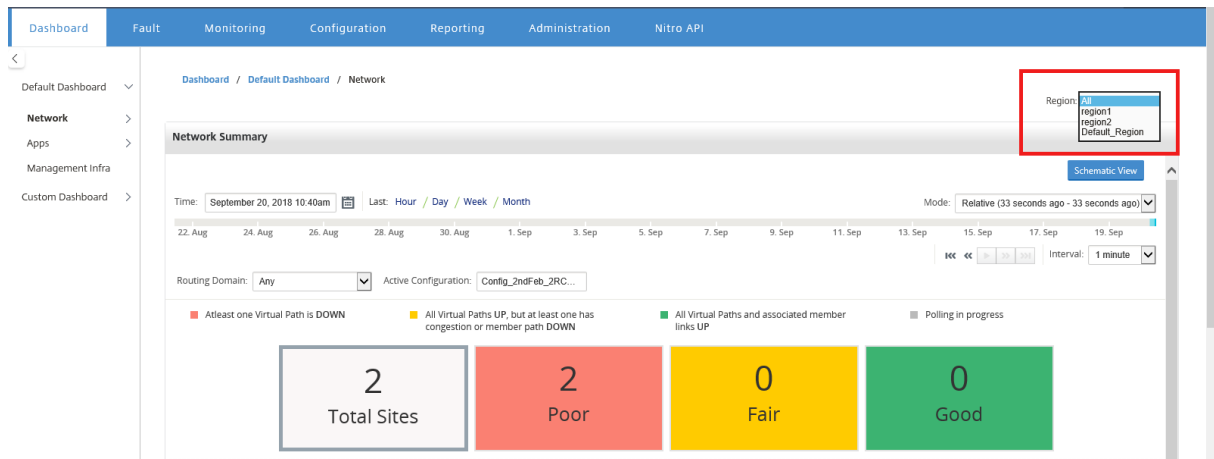 Dashboard Fault Monitoring Configuration Reporting Administration Nitro API
Default Dashboard
Network
Apps
Management Infra
Custom Dashboard
Dashboard / Default Dashboard / Network
Region: All
region1
region2
Default_Region
Network Summary
Schematic View
Time: September 20, 2018 10:40am Last: Hour / Day / Week / Month Mode: Relative (33 seconds ago - 33 seconds ago)
22. Aug 24. Aug 26. Aug 28. Aug 30. Aug 1. Sep 3. Sep 5. Sep 7. Sep 9. Sep 11. Sep 13. Sep 15. Sep 17. Sep 19. Sep
Interval: 1 minute
Routing Domain: Any Active Configuration: Config_2ndFeb_2RC...
Atleast one Virtual Path is DOWN
All Virtual Paths UP, but at least one has
congestion or member path DOWN
All Virtual Paths and associated member
links UP
Polling in progress
2
Total Sites
2
Poor
0
Fair
0
Good